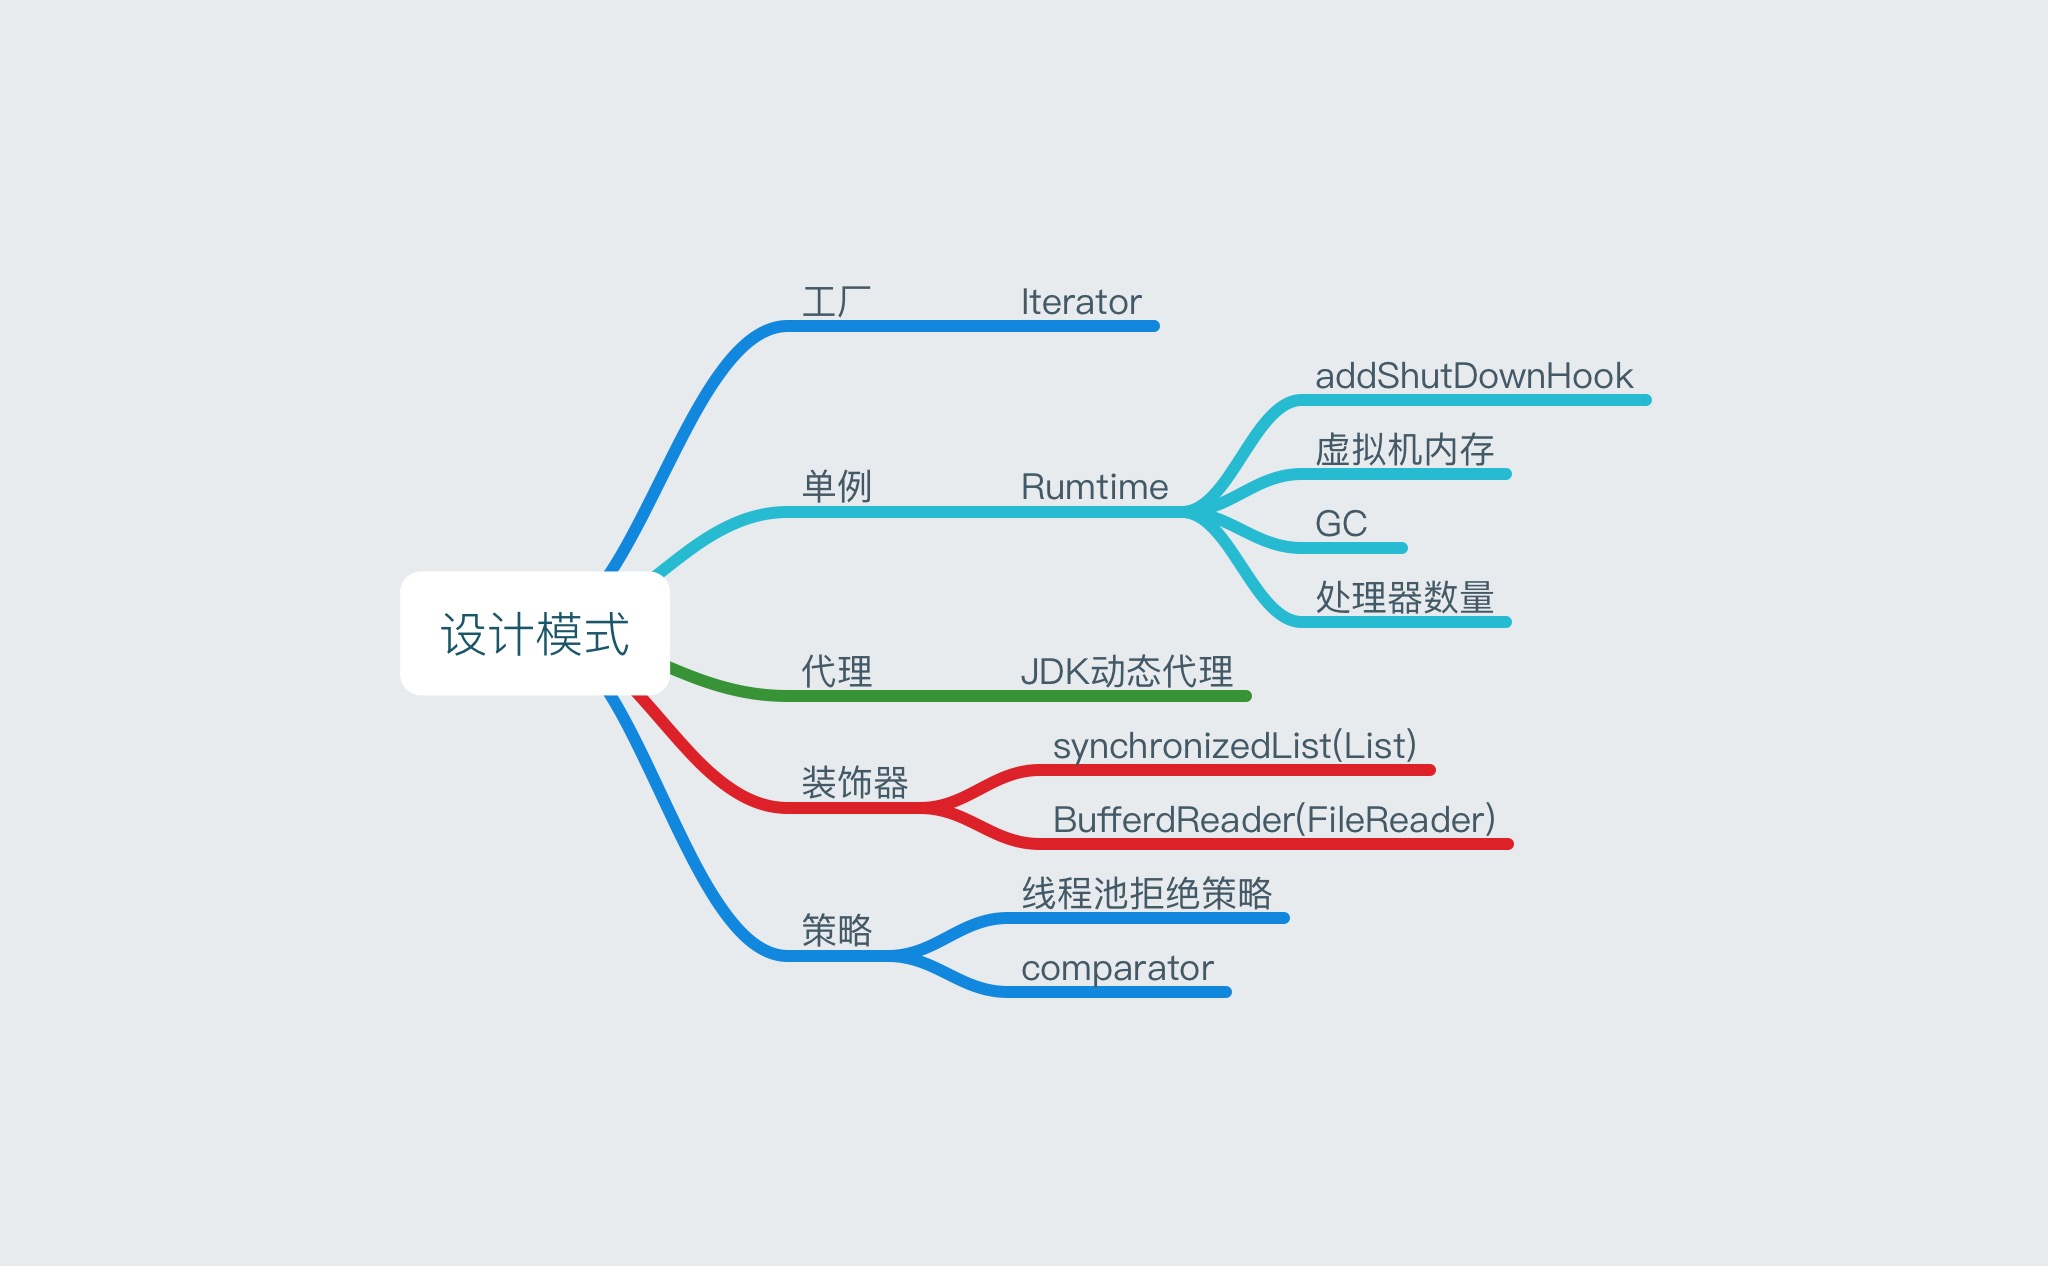 设计模式
工厂
Iterator
单例
Rumtime
addShutDownHook
虚拟机内存
GC
处理器数量
代理
JDK动态代理
装饰器
synchronizedList(List)
BufferdReader(FileReader)
策略
线程池拒绝策略
comparator